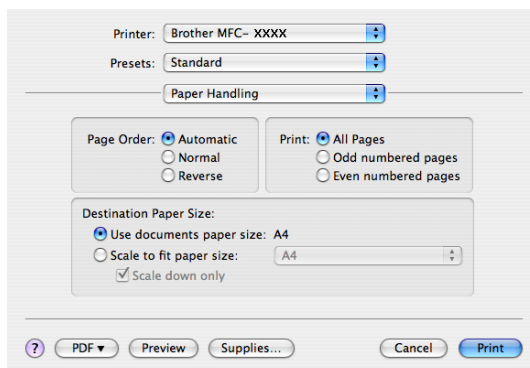 Printer: Brother MFC- XXXX
Presets: Standard
Paper Handling
Page Order: Automatic
Normal
Reverse
Print: All Pages
Odd numbered pages
Even numbered pages
Destination Paper Size:
Use documents paper size: A4
Scale to fit paper size: A4
Scale down only
? PDF▼ Preview Supplies... Cancel Print